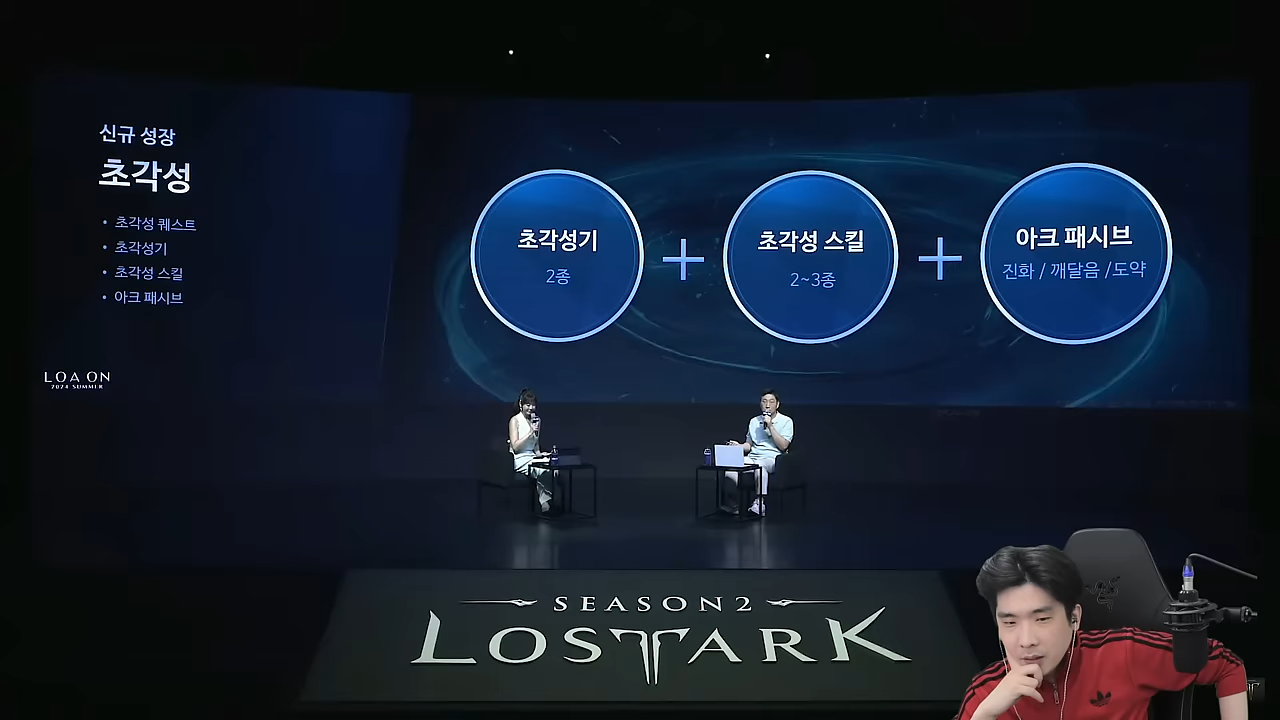 신규 성장
초각성
• 초각성 퀘스트
• 초각성기
• 초각성 스킬
• 아크 패시브
초각성기
2종
초각성 스킬
2~3종
아크 패시브
진화 / 깨달음 /도약
LOA ON
2024 SUMMER
SEASON 2
LOSTARK